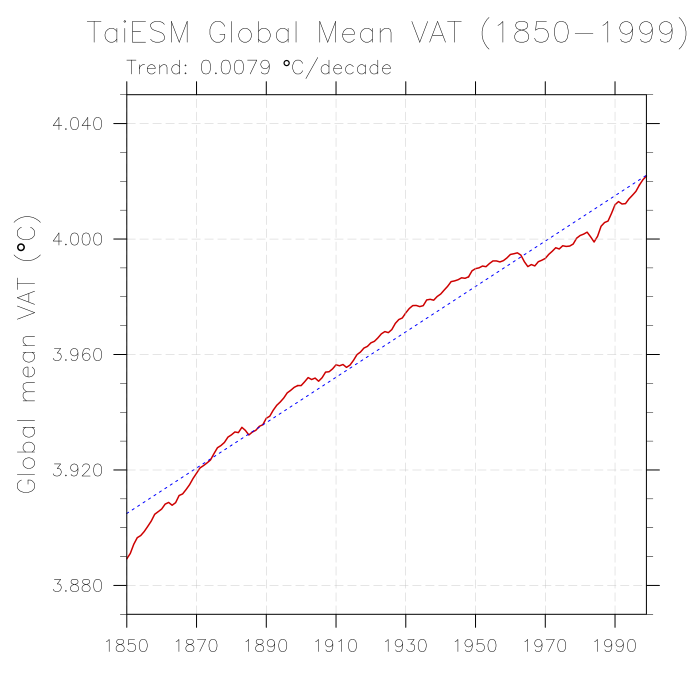 TaiESM Global Mean VAT (1850−1999)
Trend: 0.0079 °C/decade
Global mean VAT (°C)
4.040
4.000
3.960
3.920
3.880
1850 1870 1890 1910 1930 1950 1970 1990